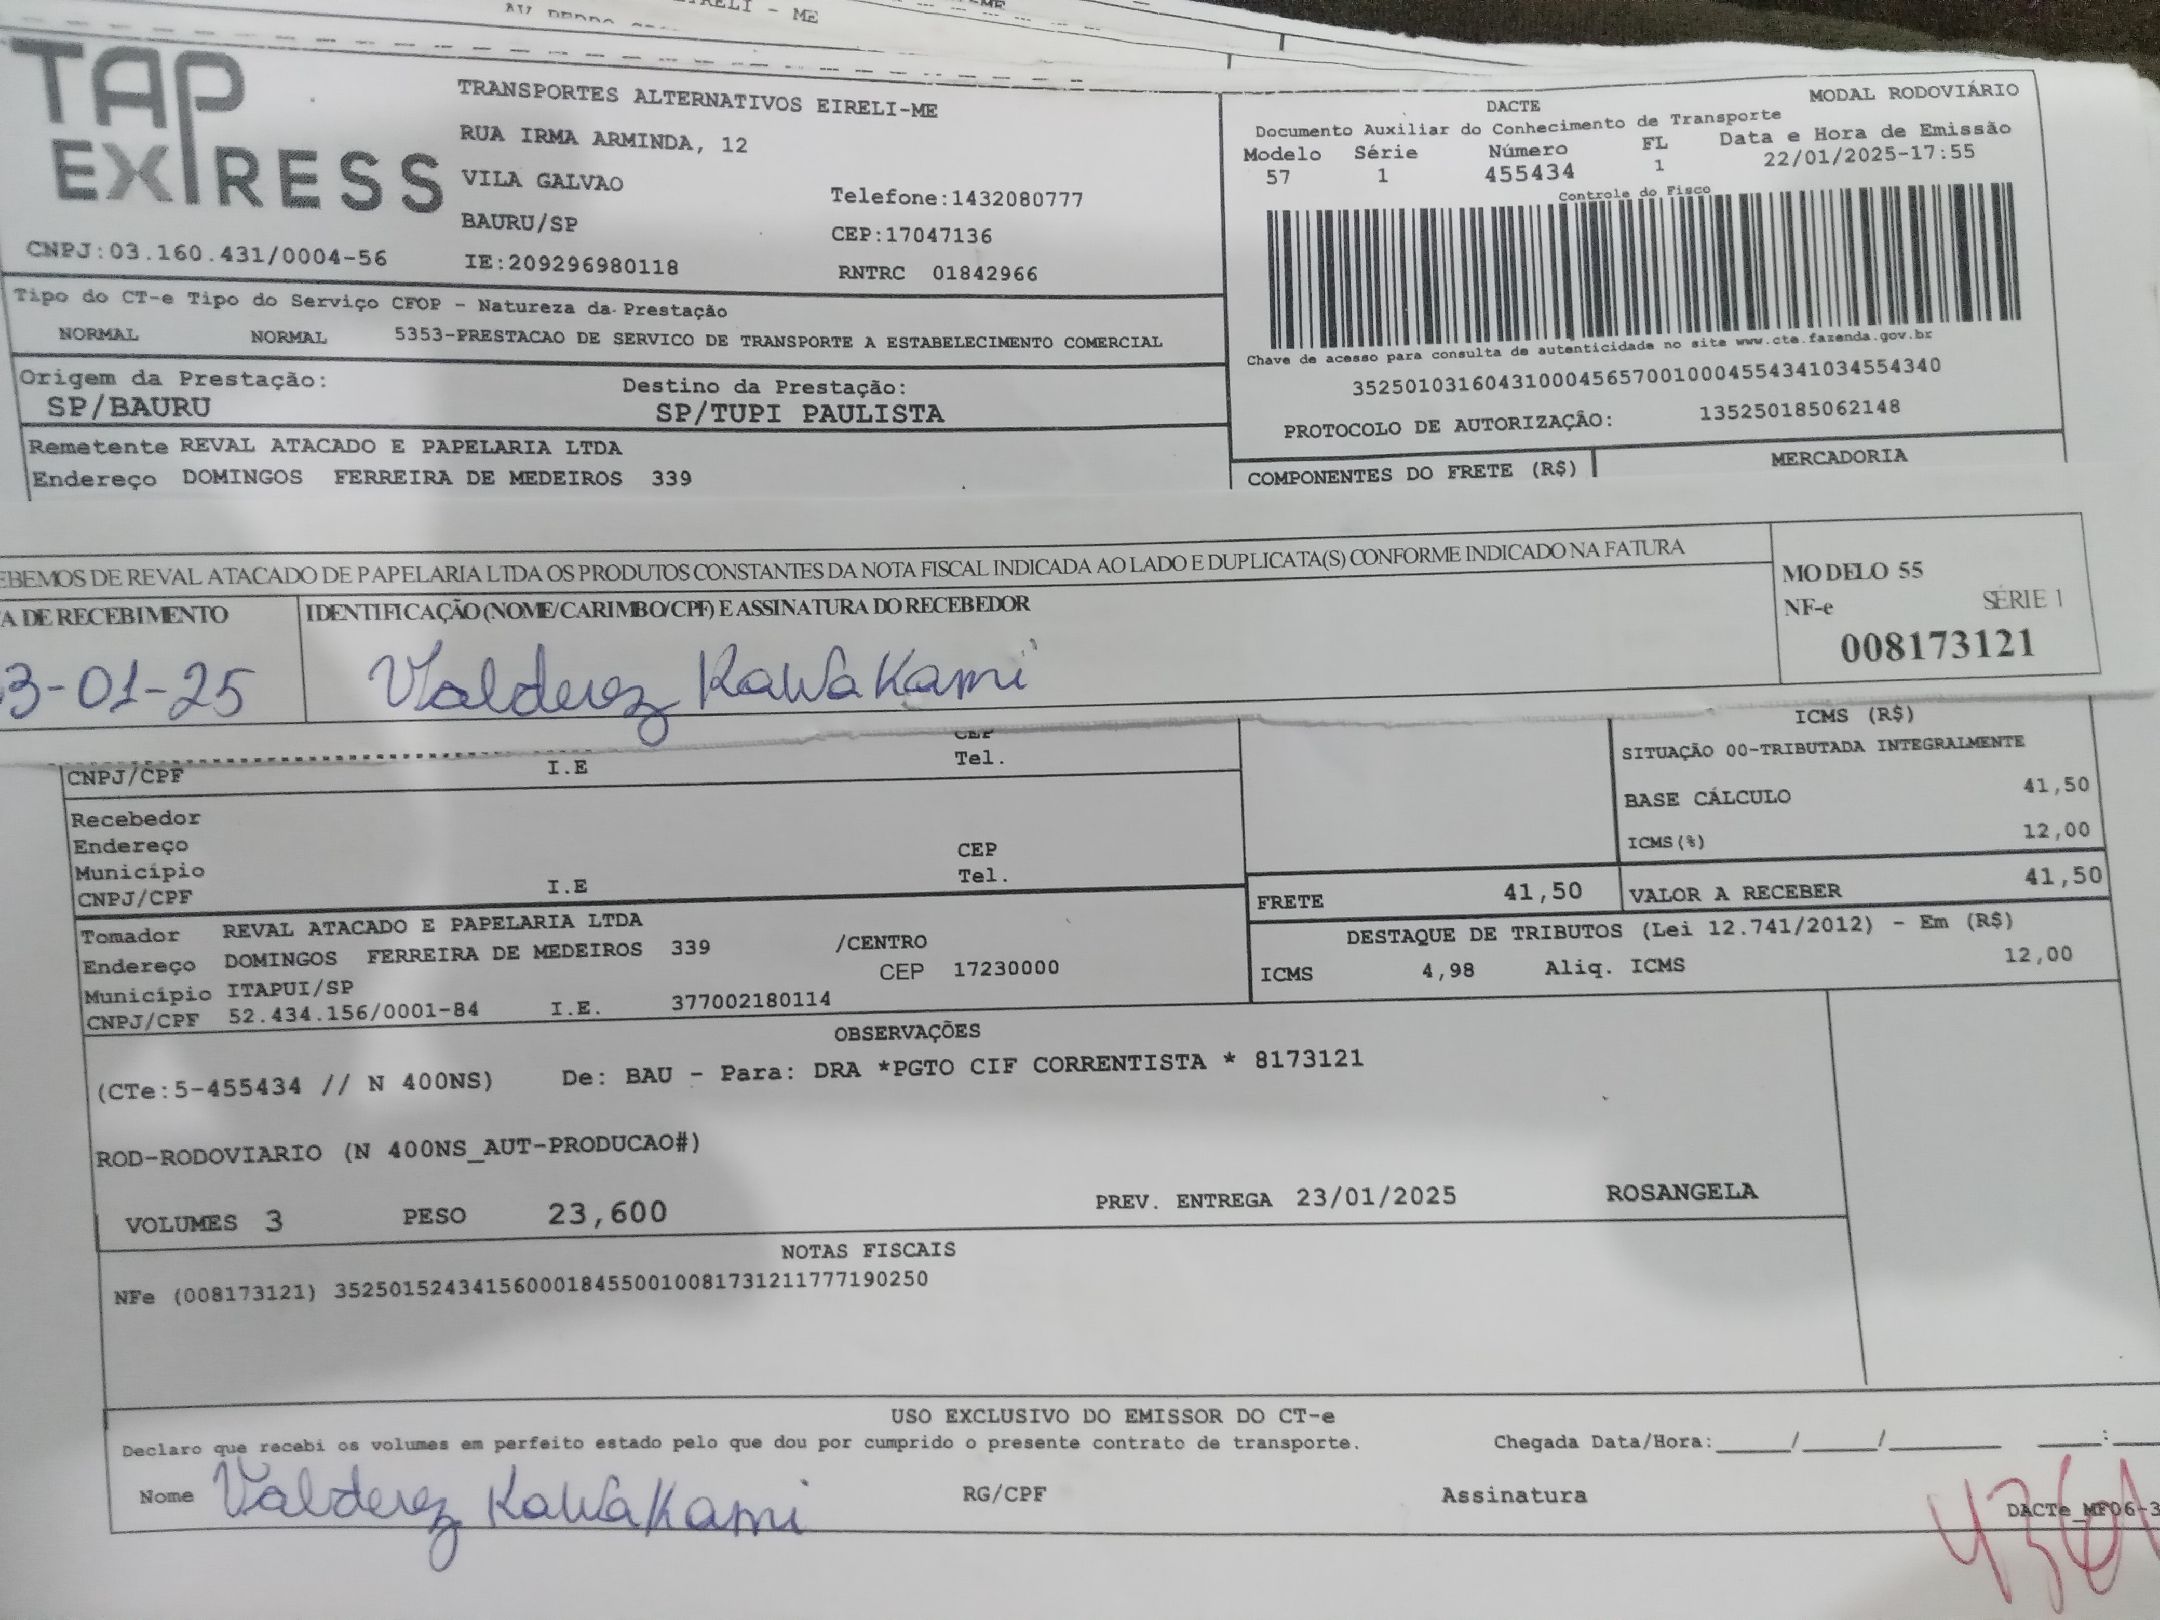 TAP
EXPRESS
CNPJ:03.160.431/0004-56
TRANSPORTES ALTERNATIVOS EIRELI-ME
RUA IRMA ARMINDA, 12
VILA GALVAO
Telefone:1432080777
BAURU/SP
CEP:17047136
IE:209296980118
RNTRC 01842966
DACTE
MODAL RODOVIÁRIO
Documento Auxiliar do Conhecimento de Transporte
Modelo Série Número FL Data e Hora de Emissão
57 1 455434 1 22/01/2025-17:55
Controle do Fisco
Chave de acesso para consulta de autenticidade no site www.cte.fazenda.gov.br
35250103160431000456570010004554341034554340
PROTOCOLO DE AUTORIZAÇÃO: 135250185062148
Tipo do CT-e Tipo do Serviço CFOP - Natureza da Prestação
NORMAL NORMAL 5353-PRESTACAO DE SERVICO DE TRANSPORTE A ESTABELECIMENTO COMERCIAL
Origem da Prestação: Destino da Prestação:
SP/BAURU SP/TUPI PAULISTA
Remetente REVAL ATACADO E PAPELARIA LTDA
Endereço DOMINGOS FERREIRA DE MEDEIROS 339
COMPONENTES DO FRETE (R$) MERCADORIA
EBEMOS DE REVAL ATACADO DE PAPELARIA LTDA OS PRODUTOS CONSTANTES DA NOTA FISCAL INDICADA AO LADO E DUPLICATA(S) CONFORME INDICADO NA FATURA
A DE RECEBIMENTO IDENTIFICAÇÃO (NOME/CARIMBO/CPF) E ASSINATURA DO RECEBEDOR
3-01-25 Valderez Kawakami
MODELO 55
NF-e SÉRIE 1
008173121
CEP
CNPJ/CPF I.E Tel.
Recebedor
Endereço CEP
Município Tel.
CNPJ/CPF I.E
ICMS (R$)
SITUAÇÃO 00-TRIBUTADA INTEGRALMENTE
BASE CÁLCULO 41,50
ICMS(%) 12,00
FRETE 41,50 VALOR A RECEBER 41,50
Tomador REVAL ATACADO E PAPELARIA LTDA
Endereço DOMINGOS FERREIRA DE MEDEIROS 339 /CENTRO
Município ITAPUI/SP CEP 17230000
CNPJ/CPF 52.434.156/0001-84 I.E. 377002180114
DESTAQUE DE TRIBUTOS (Lei 12.741/2012) - Em (R$)
ICMS 4,98 Aliq. ICMS 12,00
OBSERVAÇÕES
(CTe:5-455434 // N 400NS) De: BAU - Para: DRA *PGTO CIF CORRENTISTA * 8173121
ROD-RODOVIARIO (N 400NS_AUT-PRODUCAO#)
VOLUMES 3 PESO 23,600 PREV. ENTREGA 23/01/2025 ROSANGELA
NOTAS FISCAIS
NFe (008173121) 35250152434156000184550010081731211777190250
USO EXCLUSIVO DO EMISSOR DO CT-e
Declaro que recebi os volumes em perfeito estado pelo que dou por cumprido o presente contrato de transporte. Chegada Data/Hora:_____/_____/________ ____:
Nome Valderez Kawakami RG/CPF Assinatura
DACTe_MF06-3